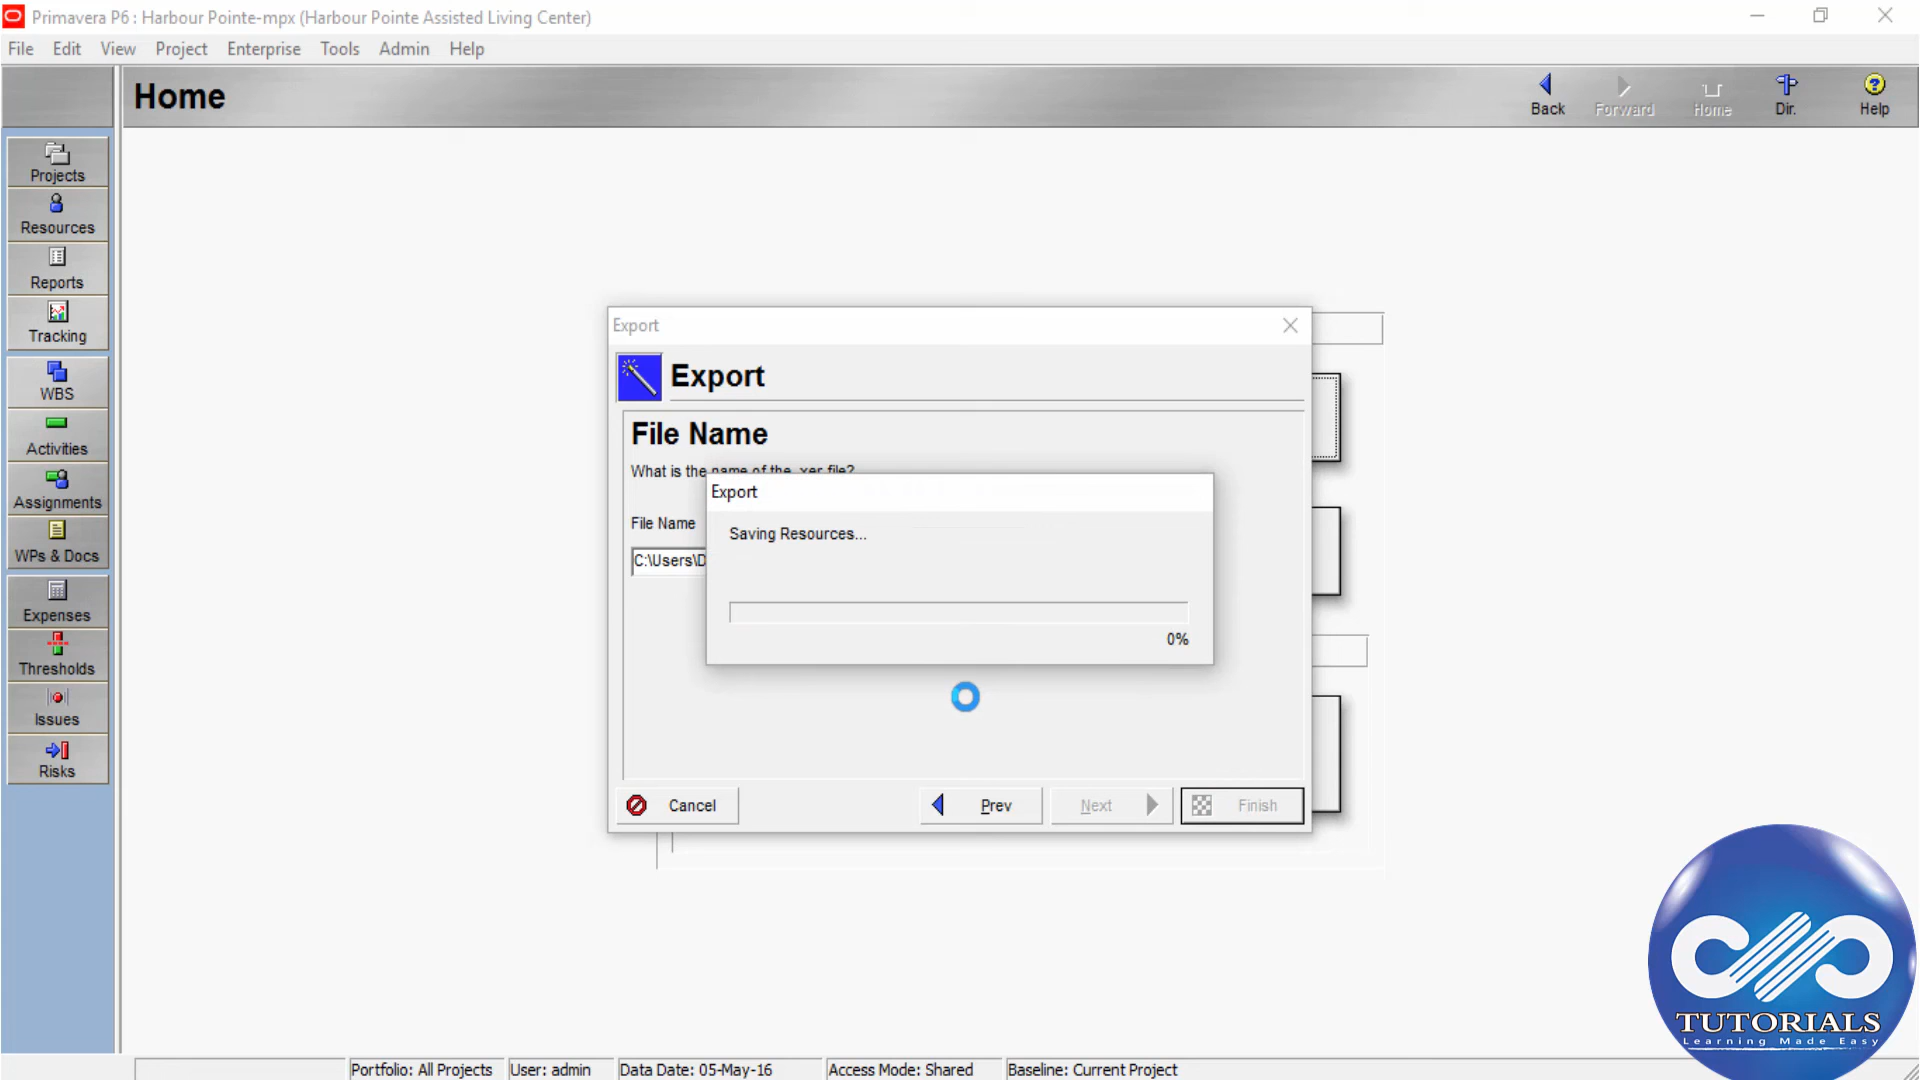 Primavera P6 : Harbour Pointe-mpx (Harbour Pointe Assisted Living Center)
File Edit View Project Enterprise Tools Admin Help
Home
Back Forward Home Dir. Help
Projects
Resources
Reports
Tracking
WBS
Activities
Assignments
WPs & Docs
Expenses
Thresholds
Issues
Risks
Export
Export
File Name
What is the name of the .xer file?
File Name
C:\Users\D
Export
Saving Resources...
0%
Cancel Prev Next Finish
TUTORIALS
Learning Made Easy
Portfolio: All Projects User: admin Data Date: 05-May-16 Access Mode: Shared Baseline: Current Project